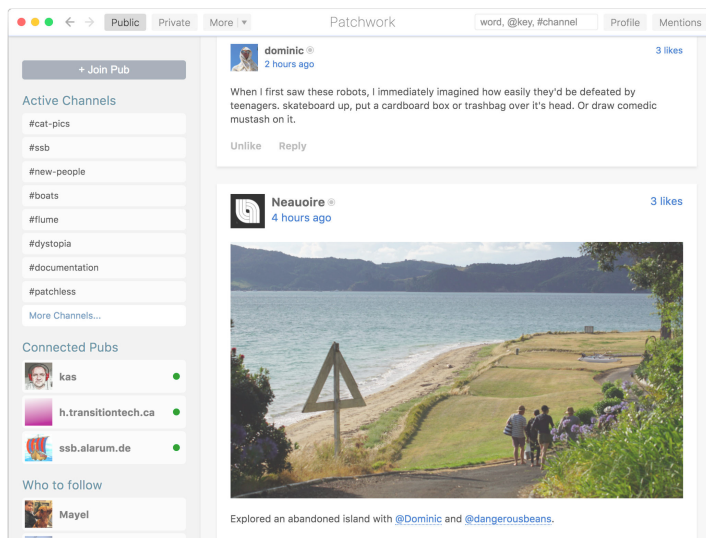 Public
Private
More
Patchwork
word, @key, #channel
Profile
Mentions
+ Join Pub
Active Channels
#cat-pics
#ssb
#new-people
#boats
#flume
#dystopia
#documentation
#patchless
More Channels...
Connected Pubs
kas
h.transitiontech.ca
ssb.alarum.de
Who to follow
Mayel
dominic
2 hours ago
3 likes
When I first saw these robots, I immediately imagined how easily they'd be defeated by
teenagers. skateboard up, put a cardboard box or trashbag over it's head. Or draw comedic
mustash on it.
Unlike Reply
Neauoire
4 hours ago
3 likes
Explored an abandoned island with @Dominic and @dangerousbeans.